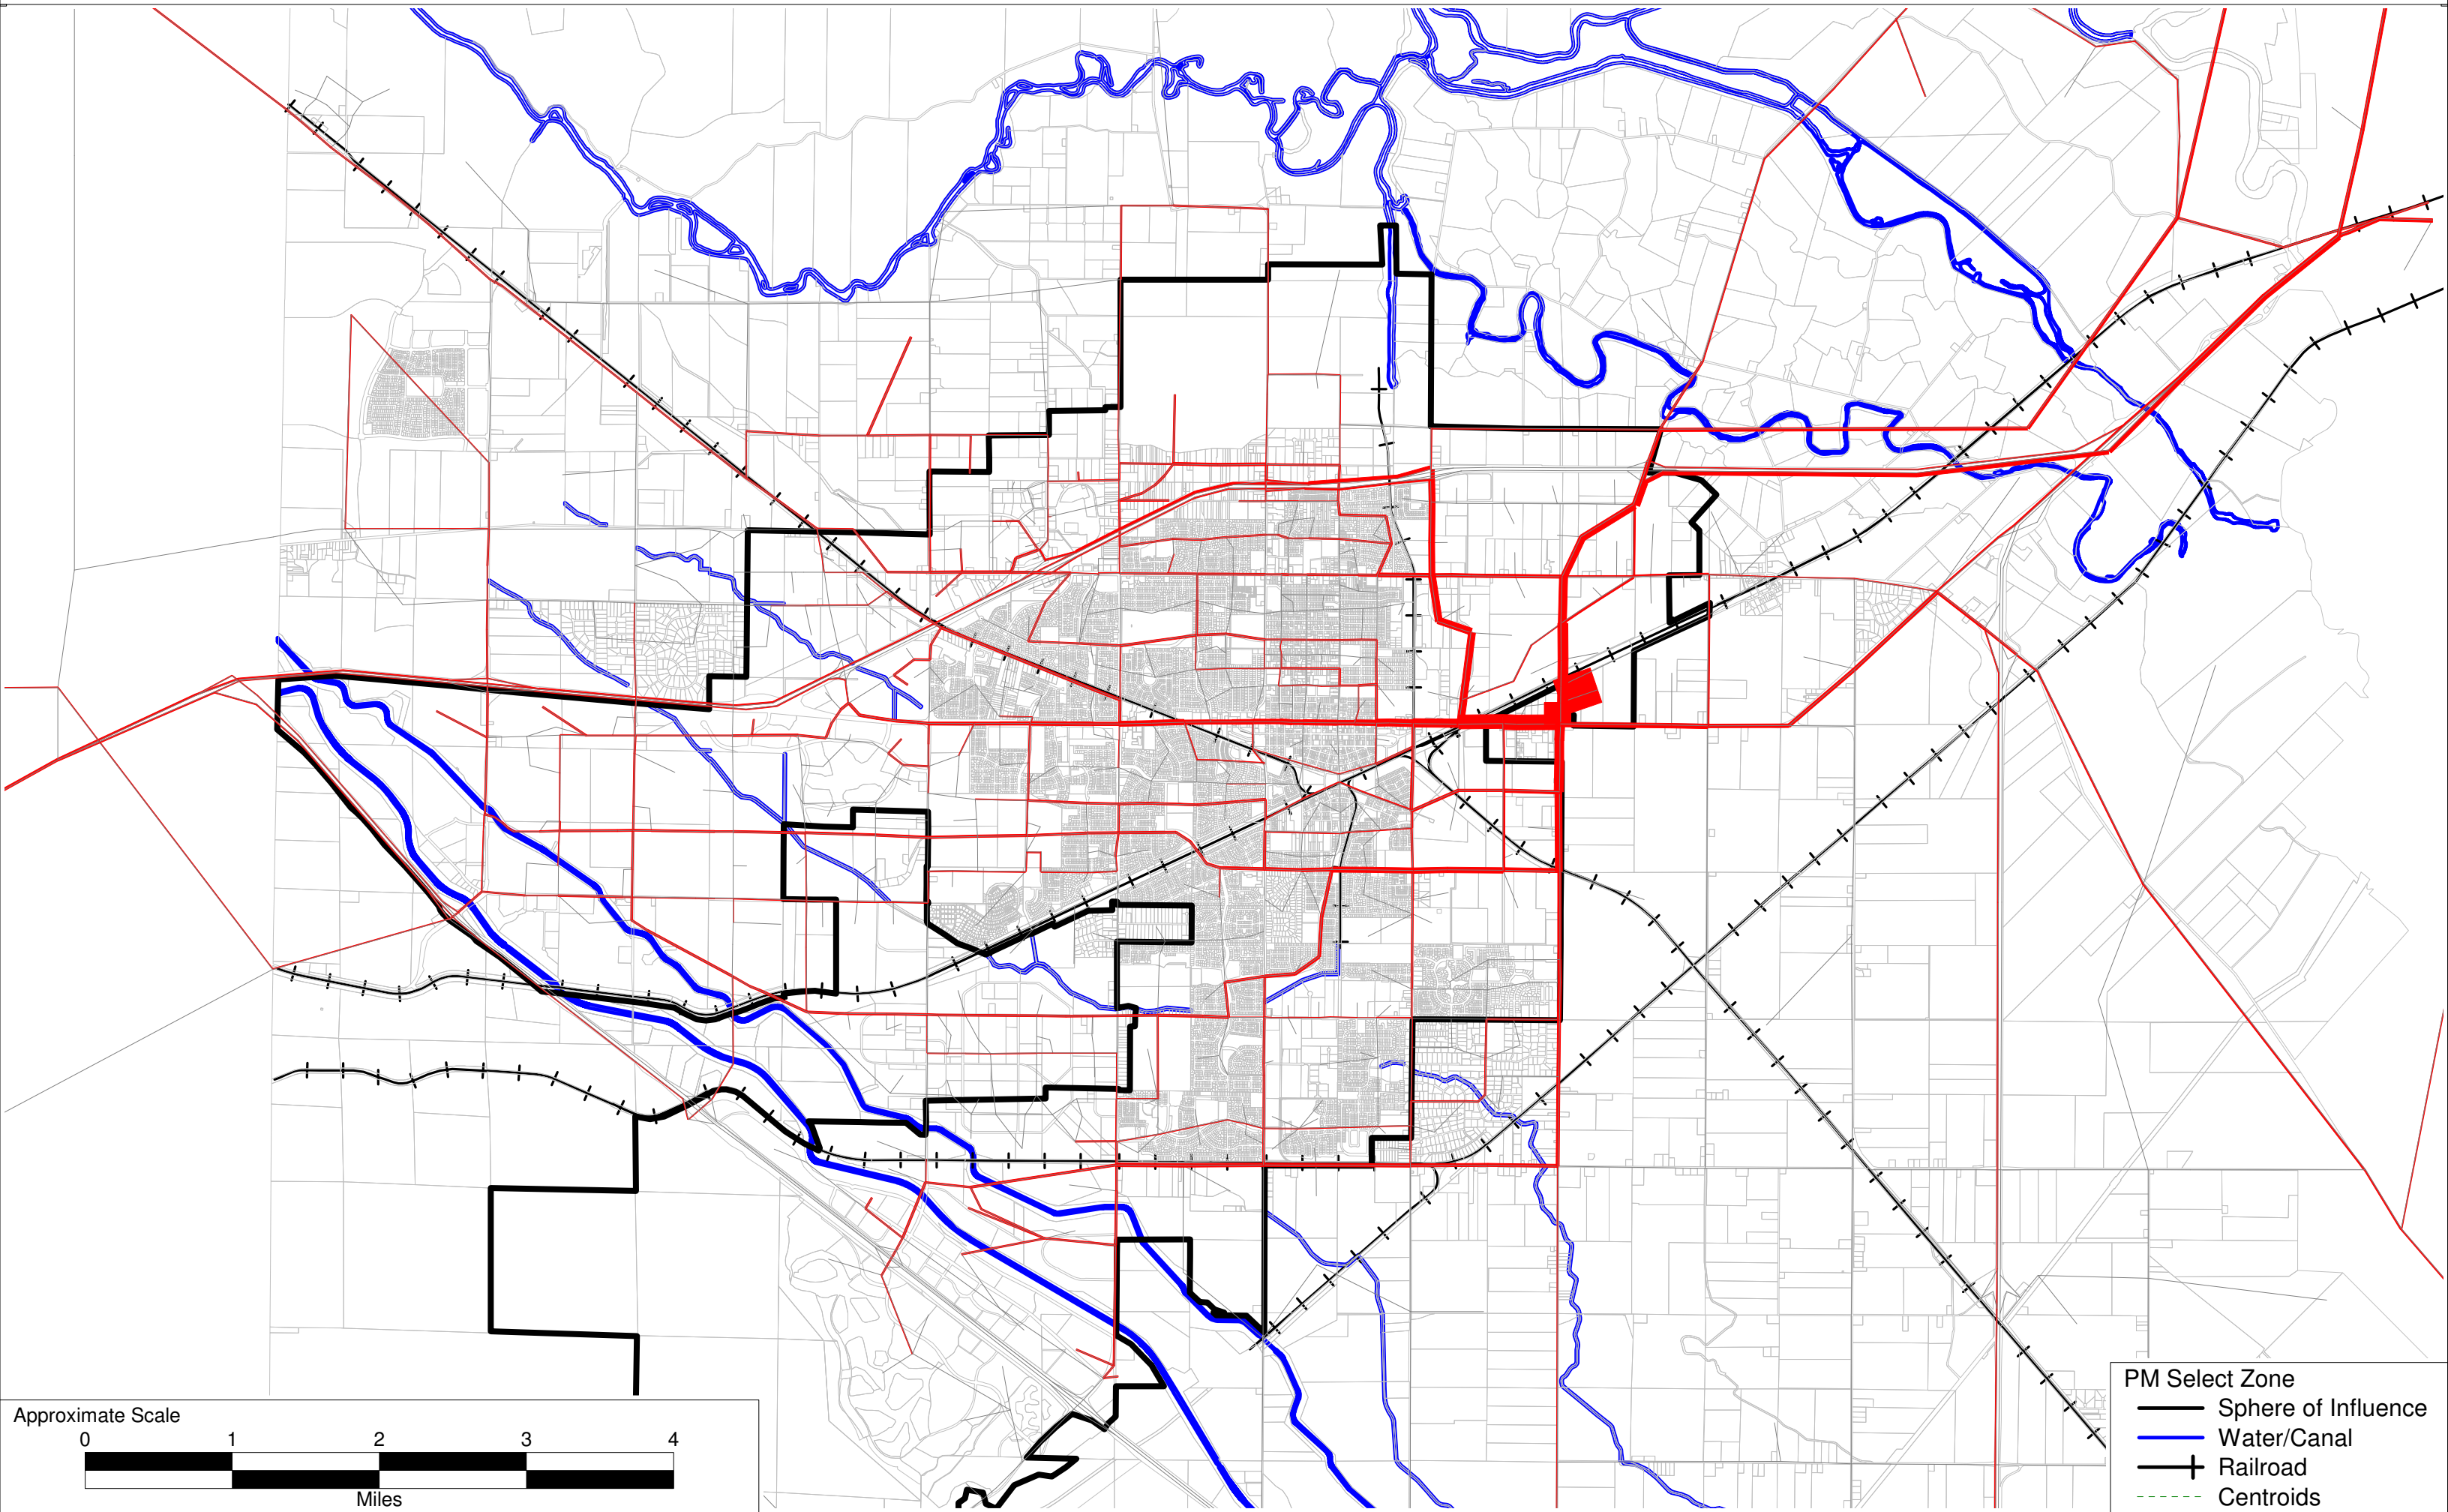 Approximate Scale
0 1 2 3 4
Miles
PM Select Zone
Sphere of Influence
Water/Canal
Railroad
Centroids